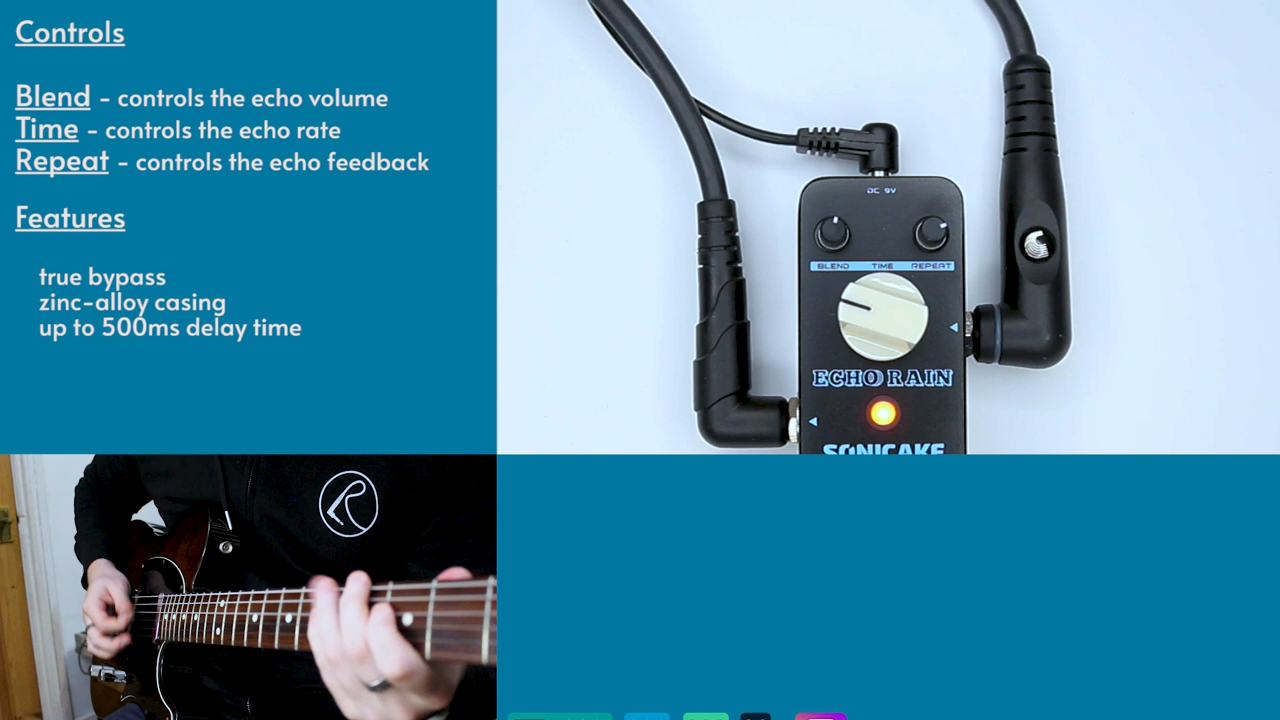 Controls
Blend - controls the echo volume
Time - controls the echo rate
Repeat - controls the echo feedback
Features
true bypass
zinc-alloy casing
up to 500ms delay time
DC 9V
BLEND TIME REPEAT
ECHO RAIN
SONICAKE